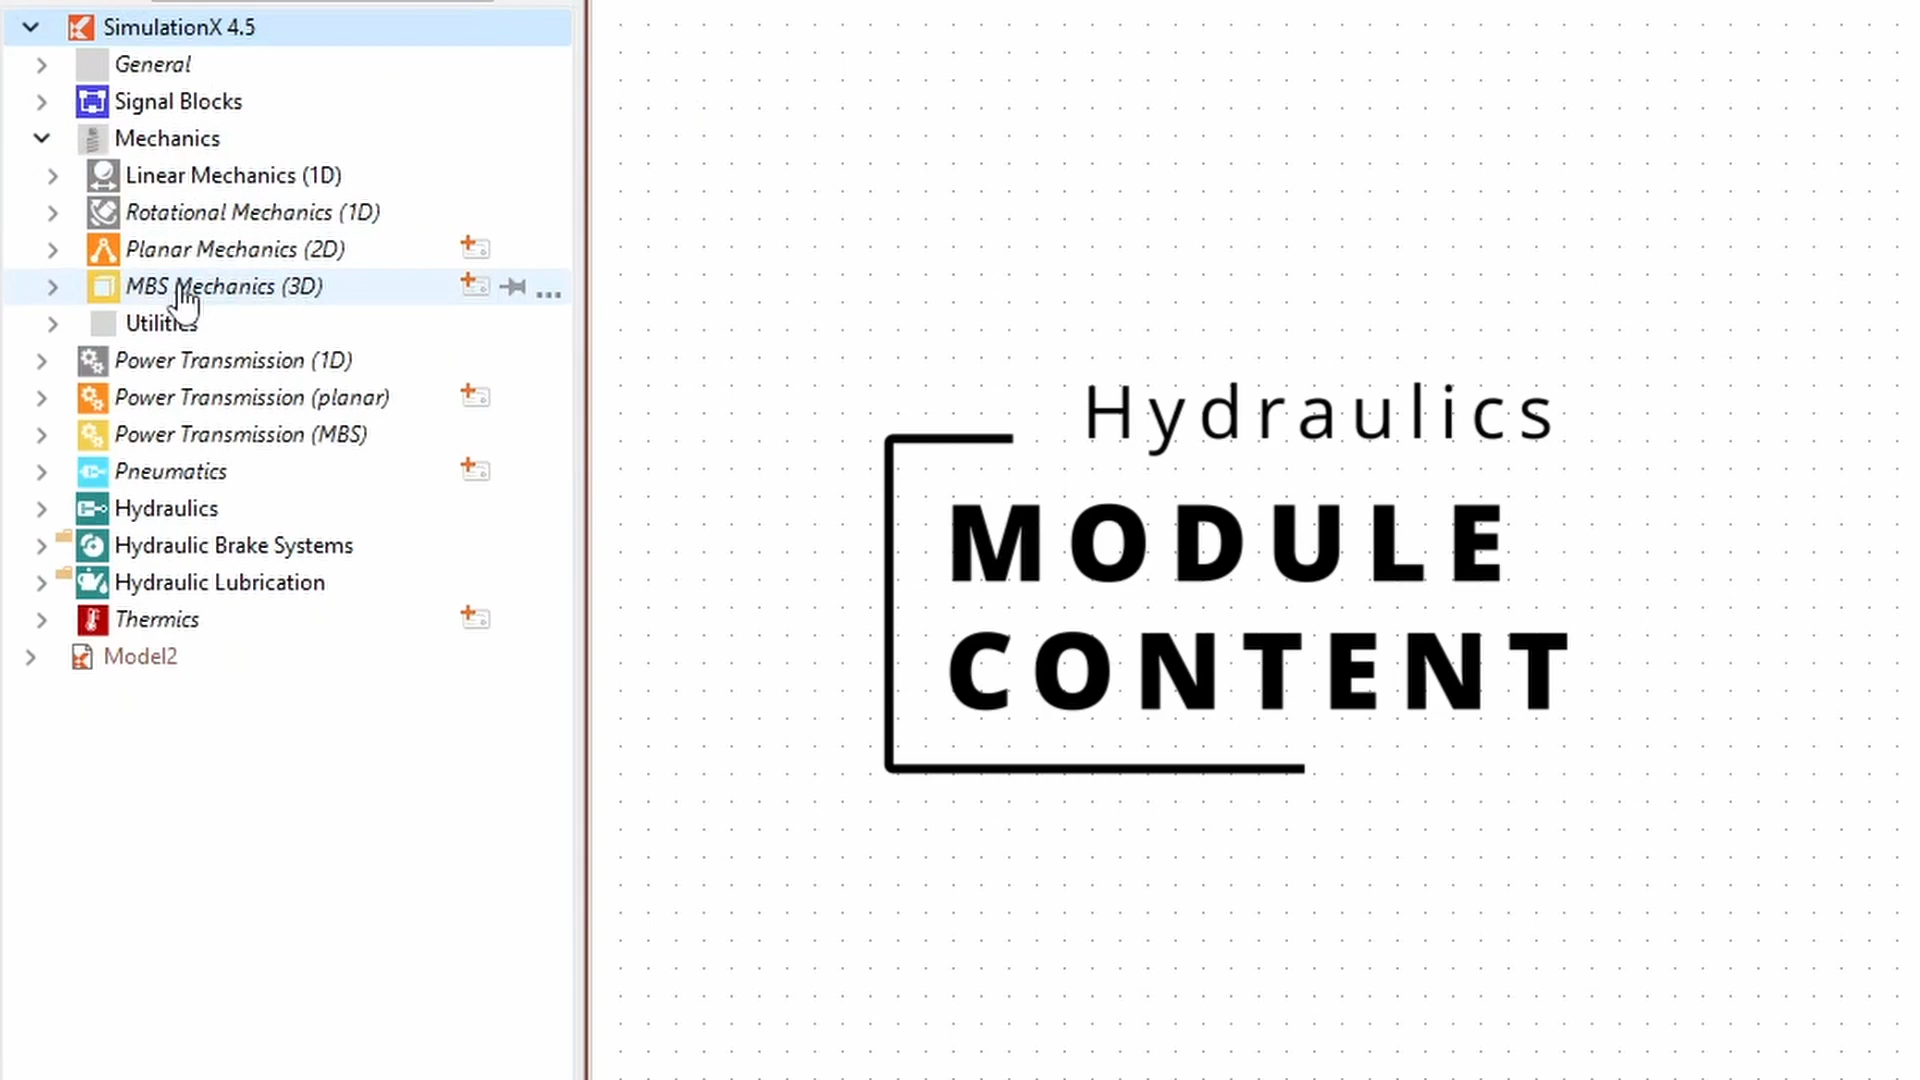 SimulationX 4.5
General
Signal Blocks
Mechanics
Linear Mechanics (1D)
Rotational Mechanics (1D)
Planar Mechanics (2D)
MBS Mechanics (3D)
Utilities
Power Transmission (1D)
Power Transmission (planar)
Power Transmission (MBS)
Pneumatics
Hydraulics
Hydraulic Brake Systems
Hydraulic Lubrication
Thermics
Model2
Hydraulics
MODULE
CONTENT